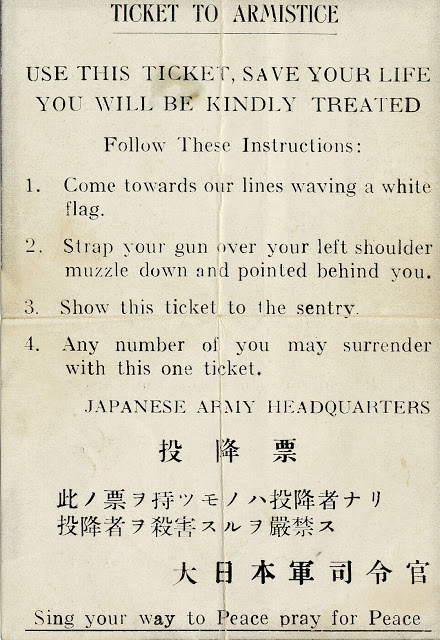 TICKET TO ARMISTICE
USE THIS TICKET, SAVE YOUR LIFE
YOU WILL BE KINDLY TREATED
Follow These Instructions:
1. Come towards our lines waving a white
flag.
2. Strap your gun over your left shoulder
muzzle down and pointed behind you.
3. Show this ticket to the sentry.
4. Any number of you may surrender
with this one ticket.
JAPANESE ARMY HEADQUARTERS
投降票
此ノ票ヲ持ツモノハ投降者ナリ
投降者ヲ殺害スルヲ嚴禁ス
大日本軍司令官
Sing your way to Peace pray for Peace